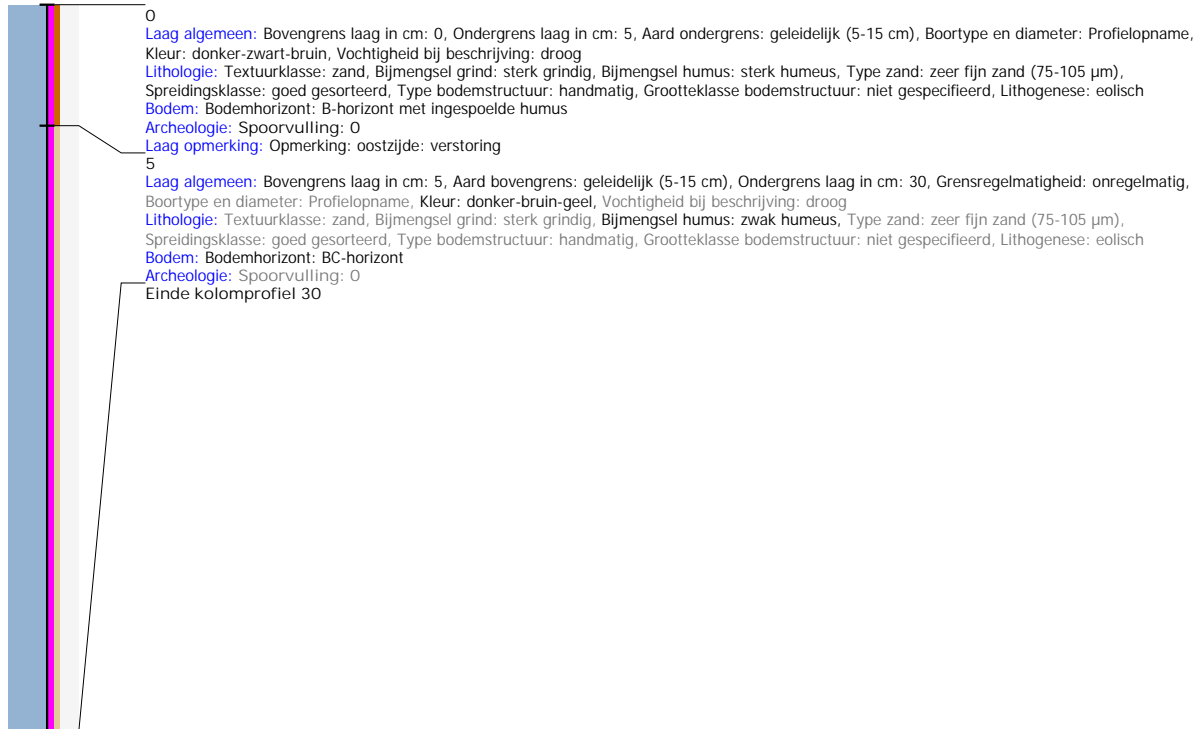 0
Laag algemeen: Bovengrens laag in cm: 0, Ondergrens laag in cm: 5, Aard ondergrens: geleidelijk (5-15 cm), Boortype en diameter: Profielopname,
Kleur: donker-zwart-bruin, Vochtigheid bij beschrijving: droog
Lithologie: Textuurklasse: zand, Bijmengsel grind: sterk grindig, Bijmengsel humus: sterk humeus, Type zand: zeer fijn zand (75-105 µm),
Spreidingsklasse: goed gesorteerd, Type bodemstructuur: handmatig, Grootteklasse bodemstructuur: niet gespecifieerd, Lithogenese: eolisch
Bodem: Bodemhorizont: B-horizont met ingespoelde humus
Archeologie: Spoorvulling: 0
Laag opmerking: Opmerking: oostzijde: verstoring
5
Laag algemeen: Bovengrens laag in cm: 5, Aard bovengrens: geleidelijk (5-15 cm), Ondergrens laag in cm: 30, Grensregelmatigheid: onregelmatig,
Boortype en diameter: Profielopname, Kleur: donker-bruin-geel, Vochtigheid bij beschrijving: droog
Lithologie: Textuurklasse: zand, Bijmengsel grind: sterk grindig, Bijmengsel humus: zwak humeus, Type zand: zeer fijn zand (75-105 µm),
Spreidingsklasse: goed gesorteerd, Type bodemstructuur: handmatig, Grootteklasse bodemstructuur: niet gespecifieerd, Lithogenese: eolisch
Bodem: Bodemhorizont: BC-horizont
Archeologie: Spoorvulling: 0
Einde kolomprofiel 30